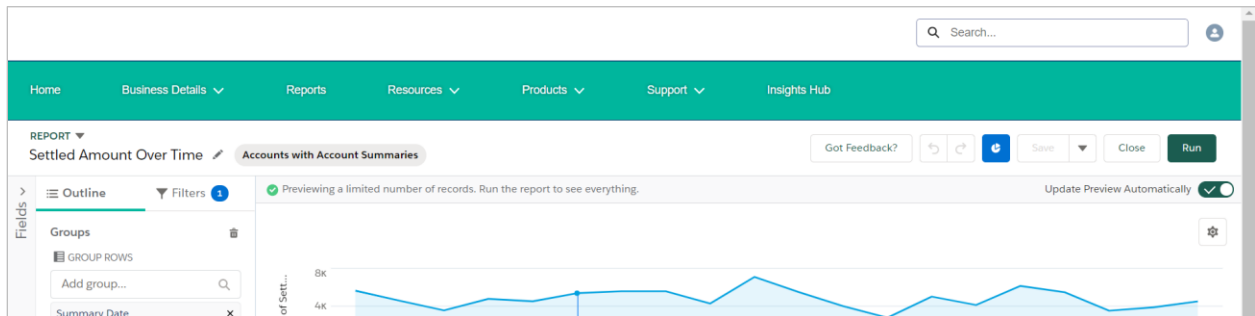 Search...
Home Business Details Reports Resources Products Support Insights Hub
REPORT
Settled Amount Over Time Accounts with Account Summaries Got Feedback? Save Close Run
Fields Outline Filters 1 Previewing a limited number of records. Run the report to see everything. Update Preview Automatically
Groups
GROUP ROWS
Add group...
Summary Date
of Sett...
8K
4K